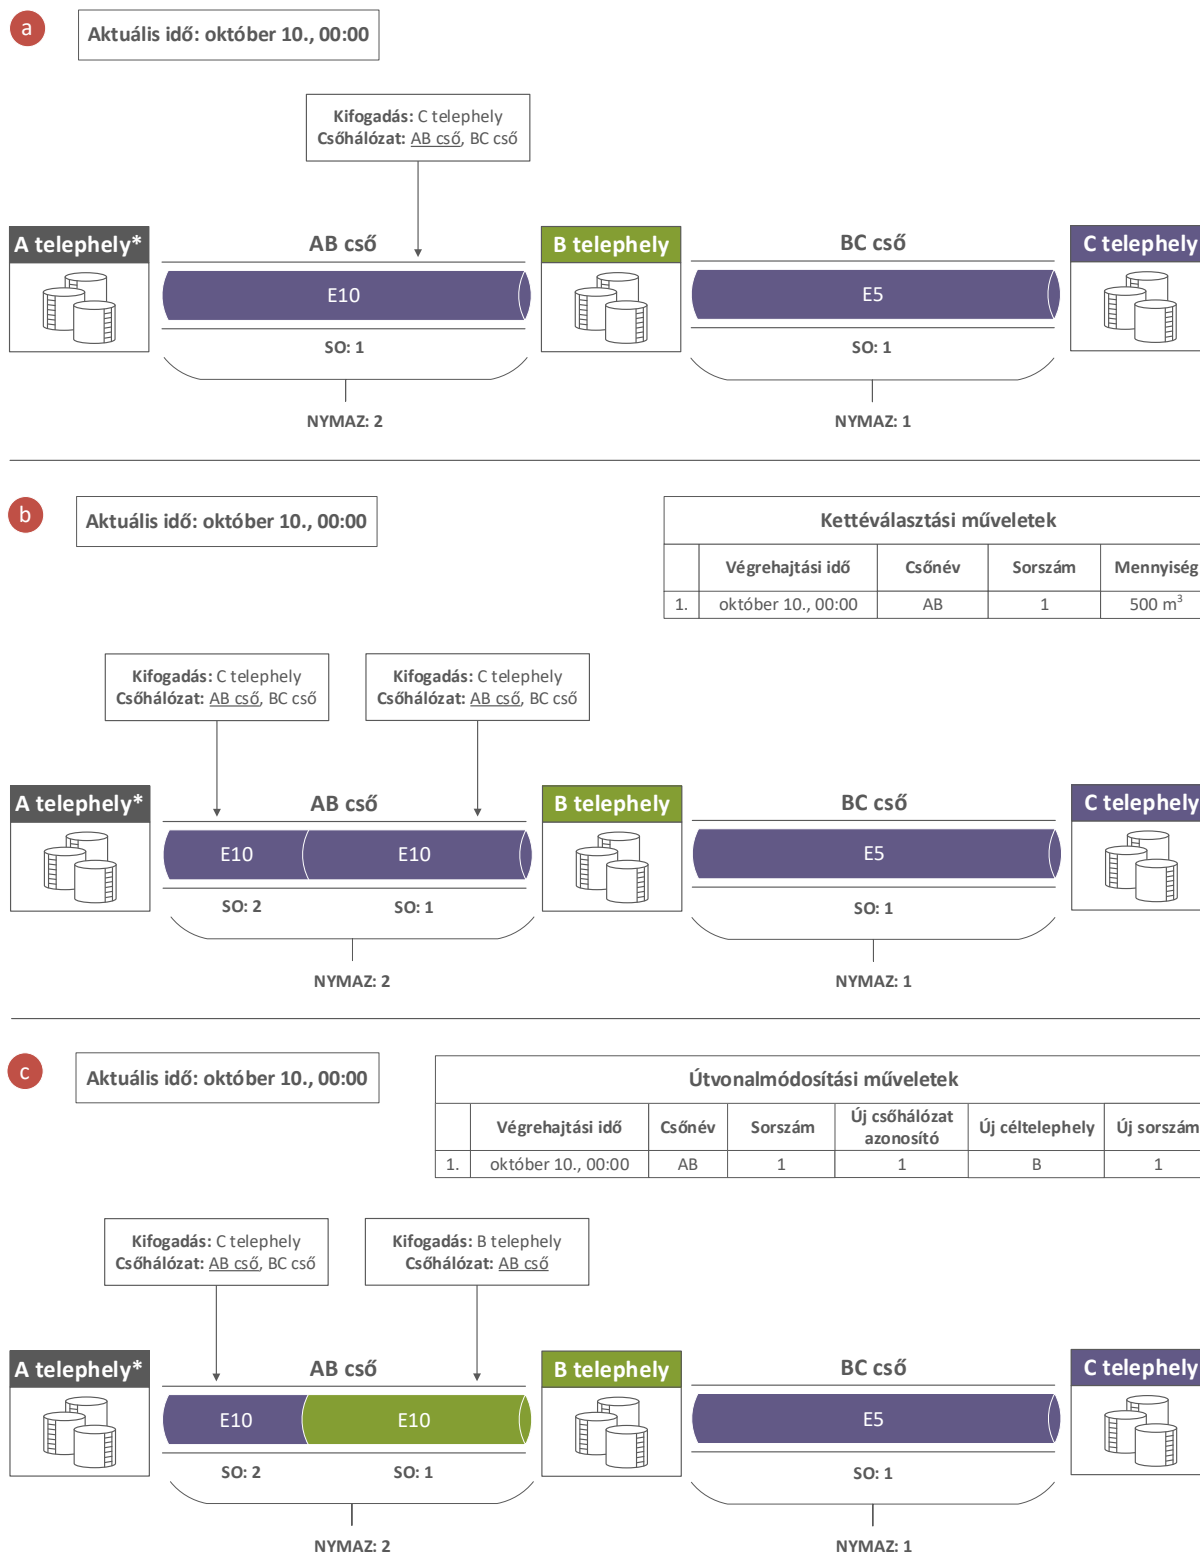 a
Aktuális idő: október 10., 00:00
Kifogadás: C telephely
Csőhálózat: AB cső, BC cső
A telephely*
AB cső
B telephely
BC cső
C telephely
E10
E5
SO: 1
SO: 1
NYMAZ: 2
NYMAZ: 1
b
Aktuális idő: október 10., 00:00
Kettéválasztási műveletek
Végrehajtási idő Csőnév Sorszám Mennyiség
1. október 10., 00:00 AB 1 500 m³
Kifogadás: C telephely
Csőhálózat: AB cső, BC cső
Kifogadás: C telephely
Csőhálózat: AB cső, BC cső
A telephely*
AB cső
B telephely
BC cső
C telephely
E10
E10
E5
SO: 2
SO: 1
SO: 1
NYMAZ: 2
NYMAZ: 1
c
Aktuális idő: október 10., 00:00
Útvonalmódosítási műveletek
Végrehajtási idő Csőnév Sorszám Új csőhálózat azonosító Új céltelephely Új sorszám
1. október 10., 00:00 AB 1 1 B 1
Kifogadás: C telephely
Csőhálózat: AB cső, BC cső
Kifogadás: B telephely
Csőhálózat: AB cső
A telephely*
AB cső
B telephely
BC cső
C telephely
E10
E10
E5
SO: 2
SO: 1
SO: 1
NYMAZ: 2
NYMAZ: 1